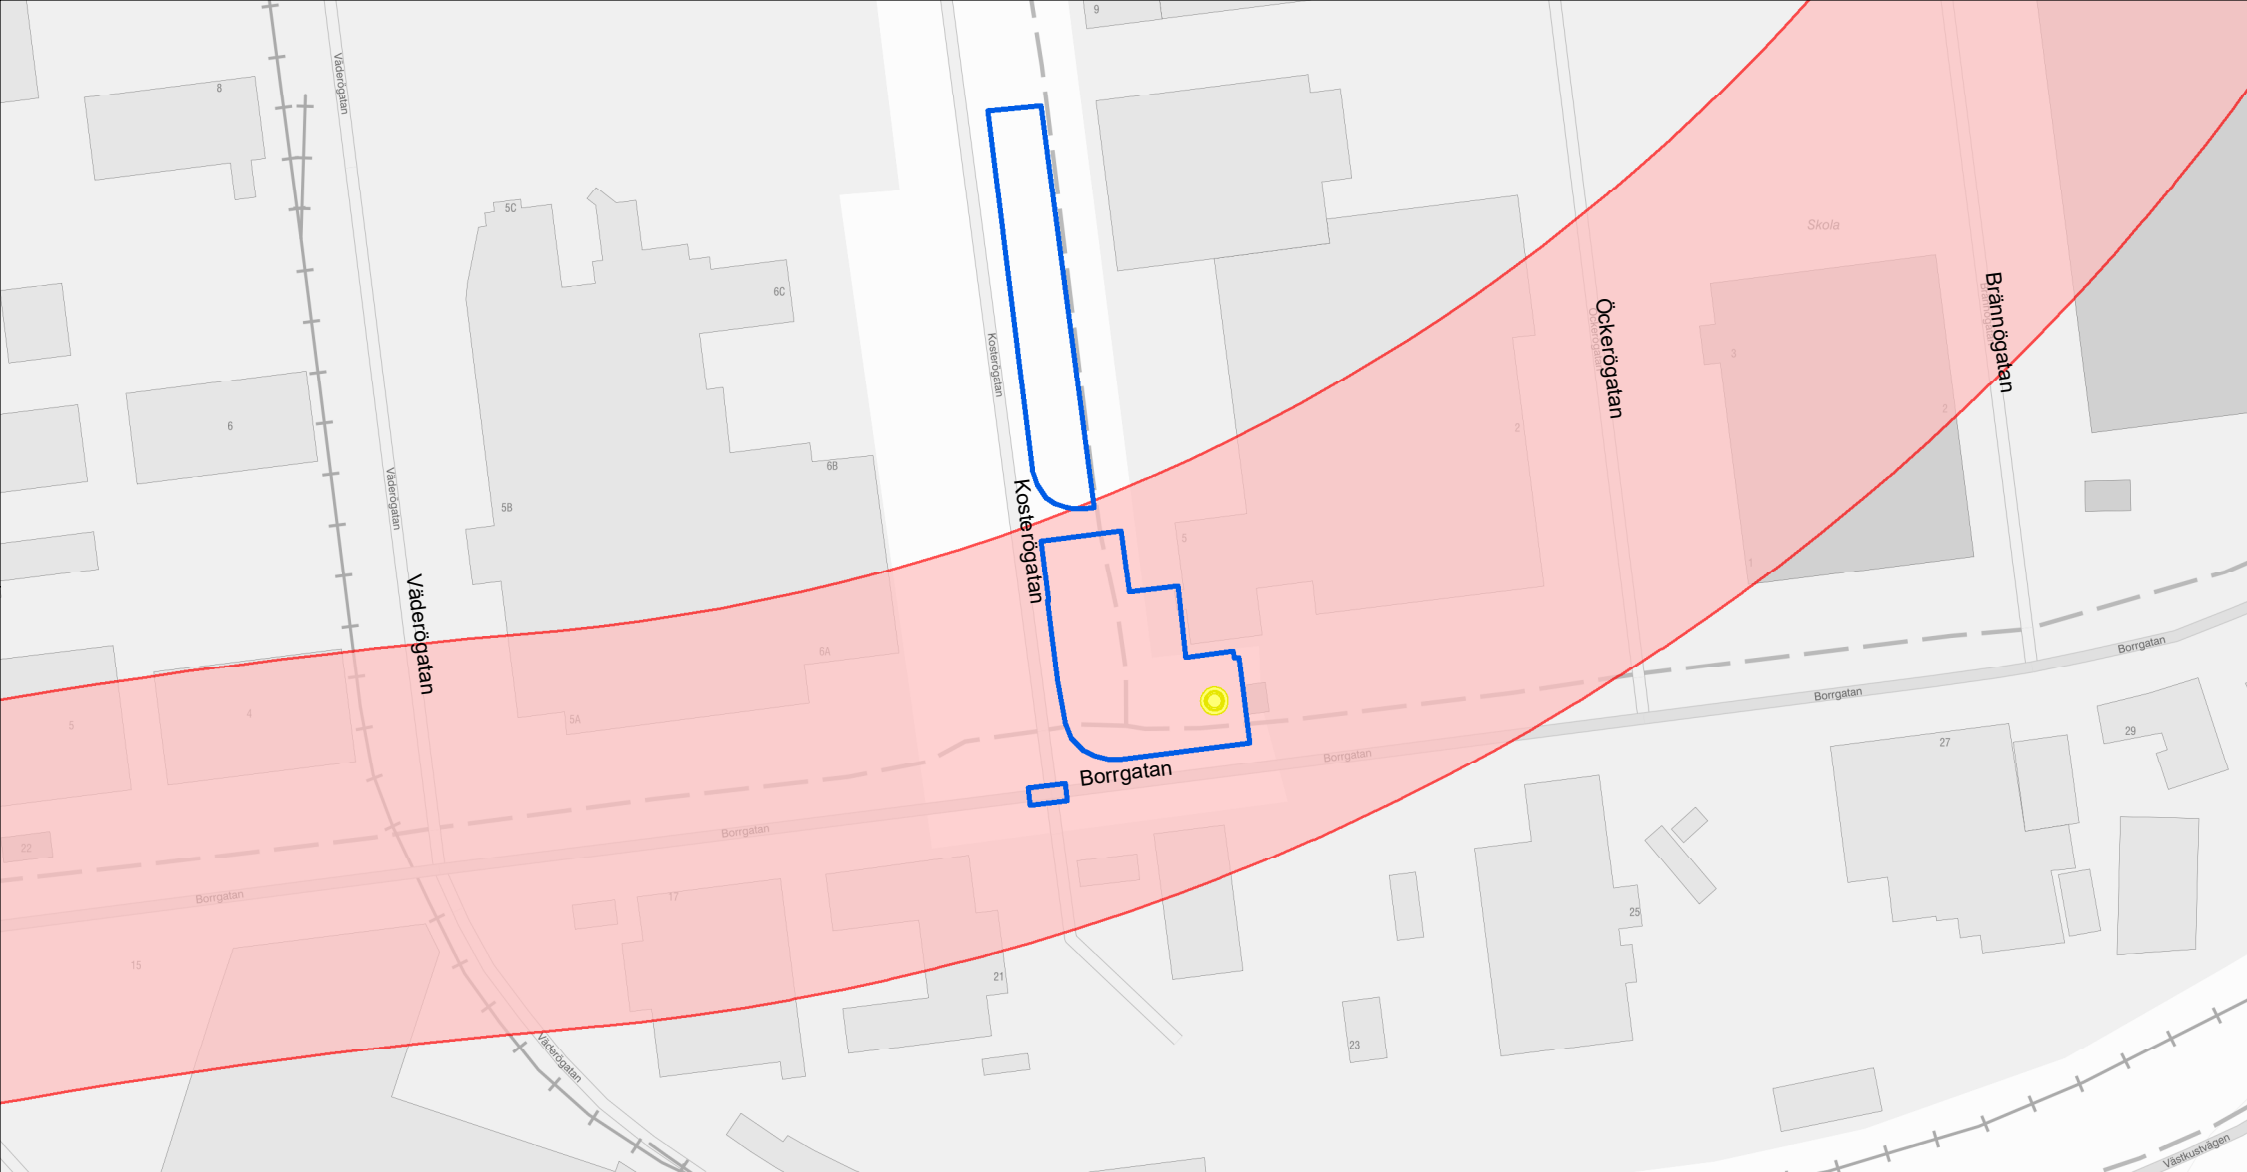 9
8
Väderögatan
5C
Skola
6C
Öckerögatan
Brännögatan
3
Kosterögatan
2
6
2
6B
Väderögatan
5B
Kosterögatan
5
1
Väderögatan
6A
Borrgatan
Borrgatan
4
5A
5
29
27
Borrgatan
Borrgatan
Borrgatan
22
17
Borrgatan
25
15
21
23
Väderögatan
Västkustvägen